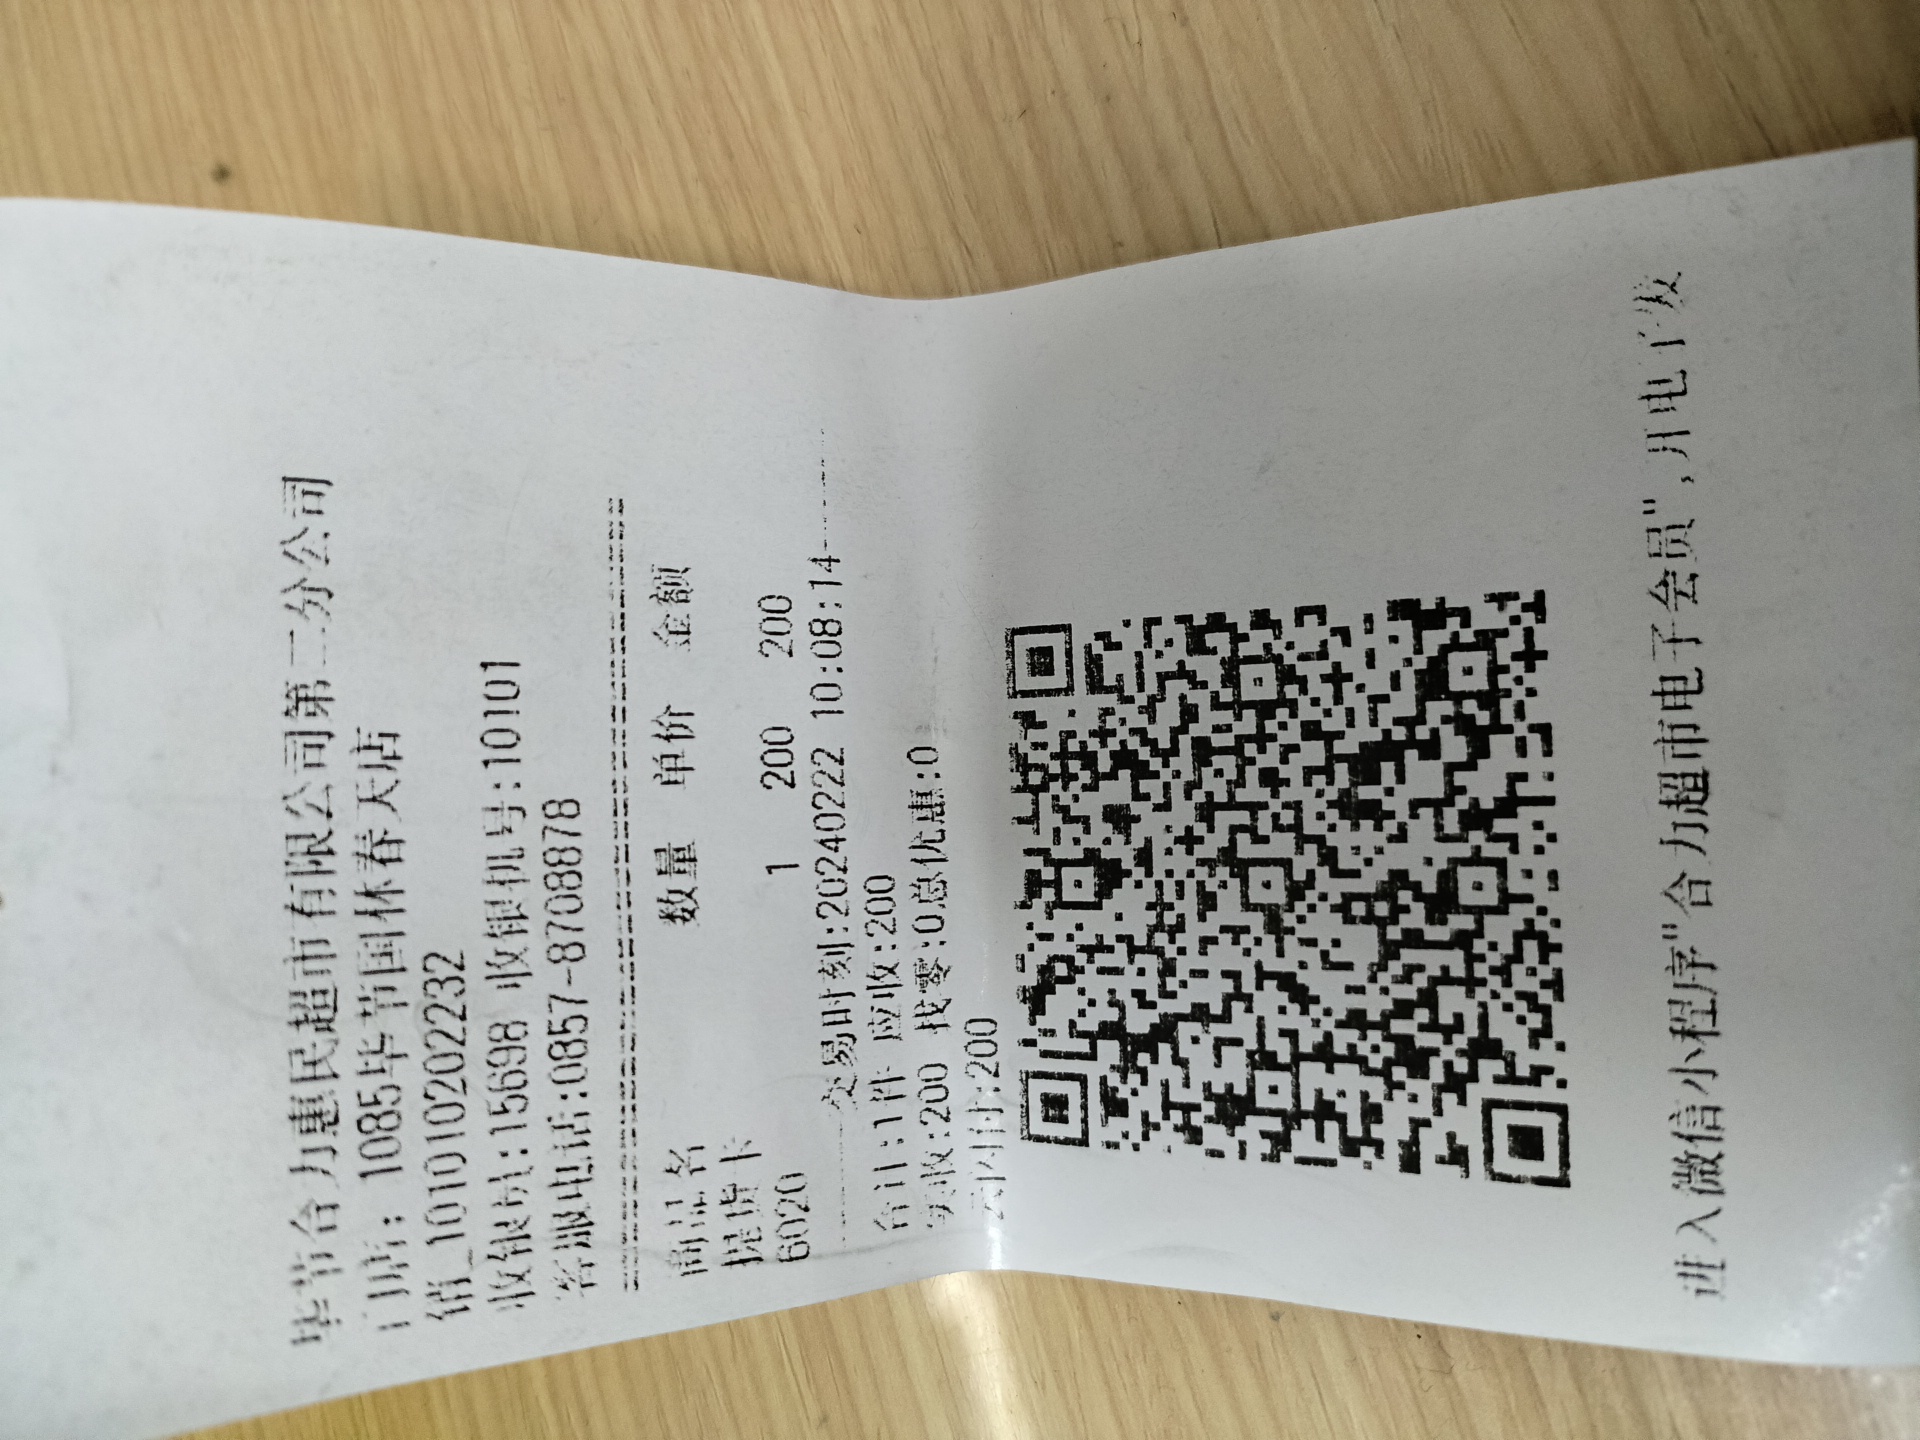 毕节合力惠民超市有限公司第二分公司
门店: 1085毕节国林春天店
销_1010102022232
收银员:15698 收银机号:10101
客服电话:0857-8708878
商品名 数量 单价 金额
提货卡
6020 1 200 200
交易时刻:20240222 10:08:14
合计:1件 应收:200
实收:200 找零:0总优惠:0
云闪付:200
进入微信小程序"合力超市电子会员",开电子发